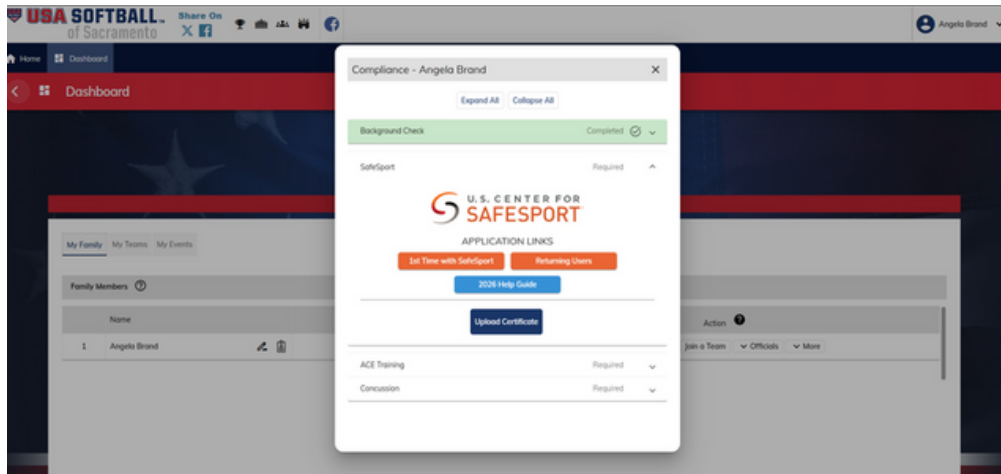 USA SOFTBALL
of Sacramento
Share On
Angela Brand
Home
Dashboard
Dashboard
Compliance - Angela Brand
Expand All
Collapse All
Background Check
Completed
SafeSport
Required
U.S. CENTER FOR
SAFESPORT
APPLICATION LINKS
1st Time with SafeSport
Returning Users
2026 Help Guide
Upload Certificate
ACE Training
Required
Concussion
Required
My Family
My Teams
My Events
Family Members
Name
Action
1
Angela Brand
Join a Team
Officials
More